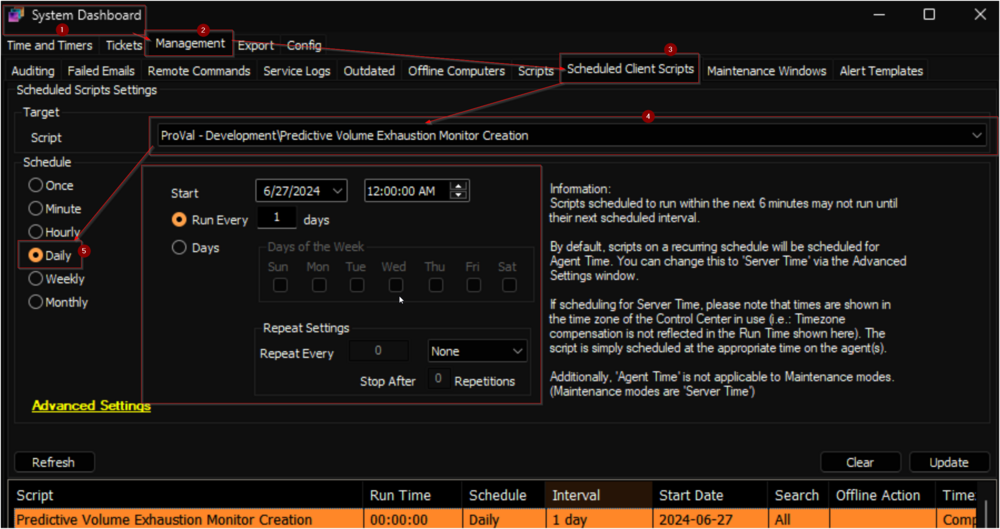 System Dashboard
1
2
Time and Timers Tickets Management Export Config
3
Auditing Failed Emails Remote Commands Service Logs Outdated Offline Computers Scripts Scheduled Client Scripts Maintenance Windows Alert Templates
Scheduled Scripts Settings
Target
4
Script ProVal - Development\Predictive Volume Exhaustion Monitor Creation
Schedule
Once
Minute
Hourly
Daily
5
Weekly
Monthly
Start 6/27/2024 12:00:00 AM
Run Every 1 days
Days
Days of the Week
Sun Mon Tue Wed Thu Fri Sat
Repeat Settings
Repeat Every 0 None
Stop After 0 Repetitions
Information:
Scripts scheduled to run within the next 6 minutes may not run until
their next scheduled interval.
By default, scripts on a recurring schedule will be scheduled for
Agent Time. You can change this to 'Server Time' via the Advanced
Settings window.
If scheduling for Server Time, please note that times are shown in
the time zone of the Control Center in use (i.e.: Timezone
compensation is not reflected in the Run Time shown here). The
script is simply scheduled at the appropriate time on the agent(s).
Additionally, 'Agent Time' is not applicable to Maintenance modes.
(Maintenance modes are 'Server Time')
Advanced Settings
Refresh Clear Update
Script Run Time Schedule Interval Start Date Search Offline Action Time:
Predictive Volume Exhaustion Monitor Creation 00:00:00 Daily 1 day 2024-06-27 All Comp